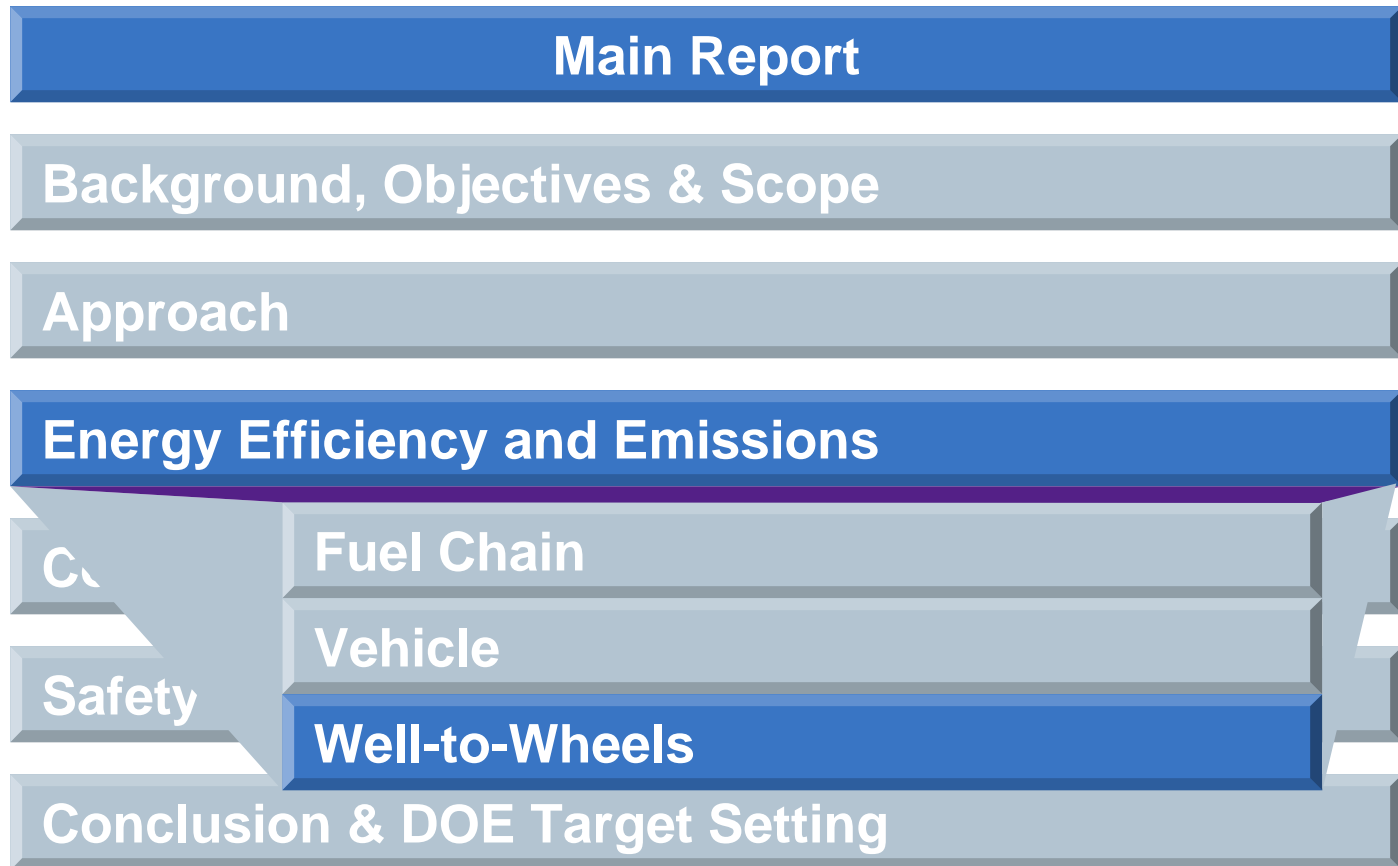 Main Report
Background, Objectives & Scope
Approach
Energy Efficiency and Emissions
Fuel Chain
Vehicle
Safety
Well-to-Wheels
Conclusion & DOE Target Setting